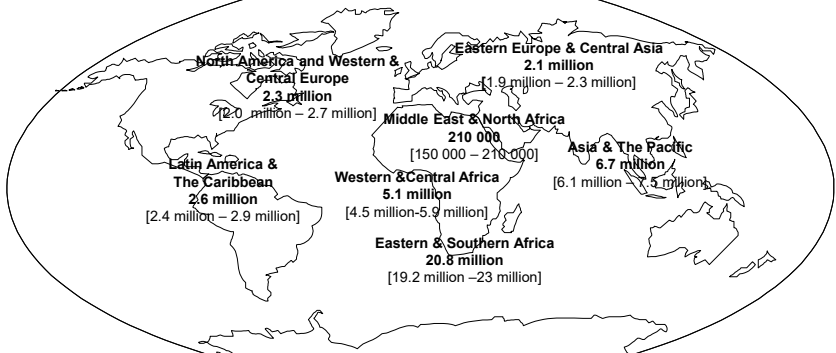 North America and Western &
Central Europe
2.3 million
[2.0 million – 2.7 million]
Eastern Europe & Central Asia
2.1 million
[1.9 million – 2.3 million]
Middle East & North Africa
210 000
[150 000 – 210 000]
Asia & The Pacific
6.7 million
[6.1 million – 7.5 million]
Latin America &
The Caribbean
2.6 million
[2.4 million – 2.9 million]
Western &Central Africa
5.1 million
[4.5 million-5.9 million]
Eastern & Southern Africa
20.8 million
[19.2 million –23 million]